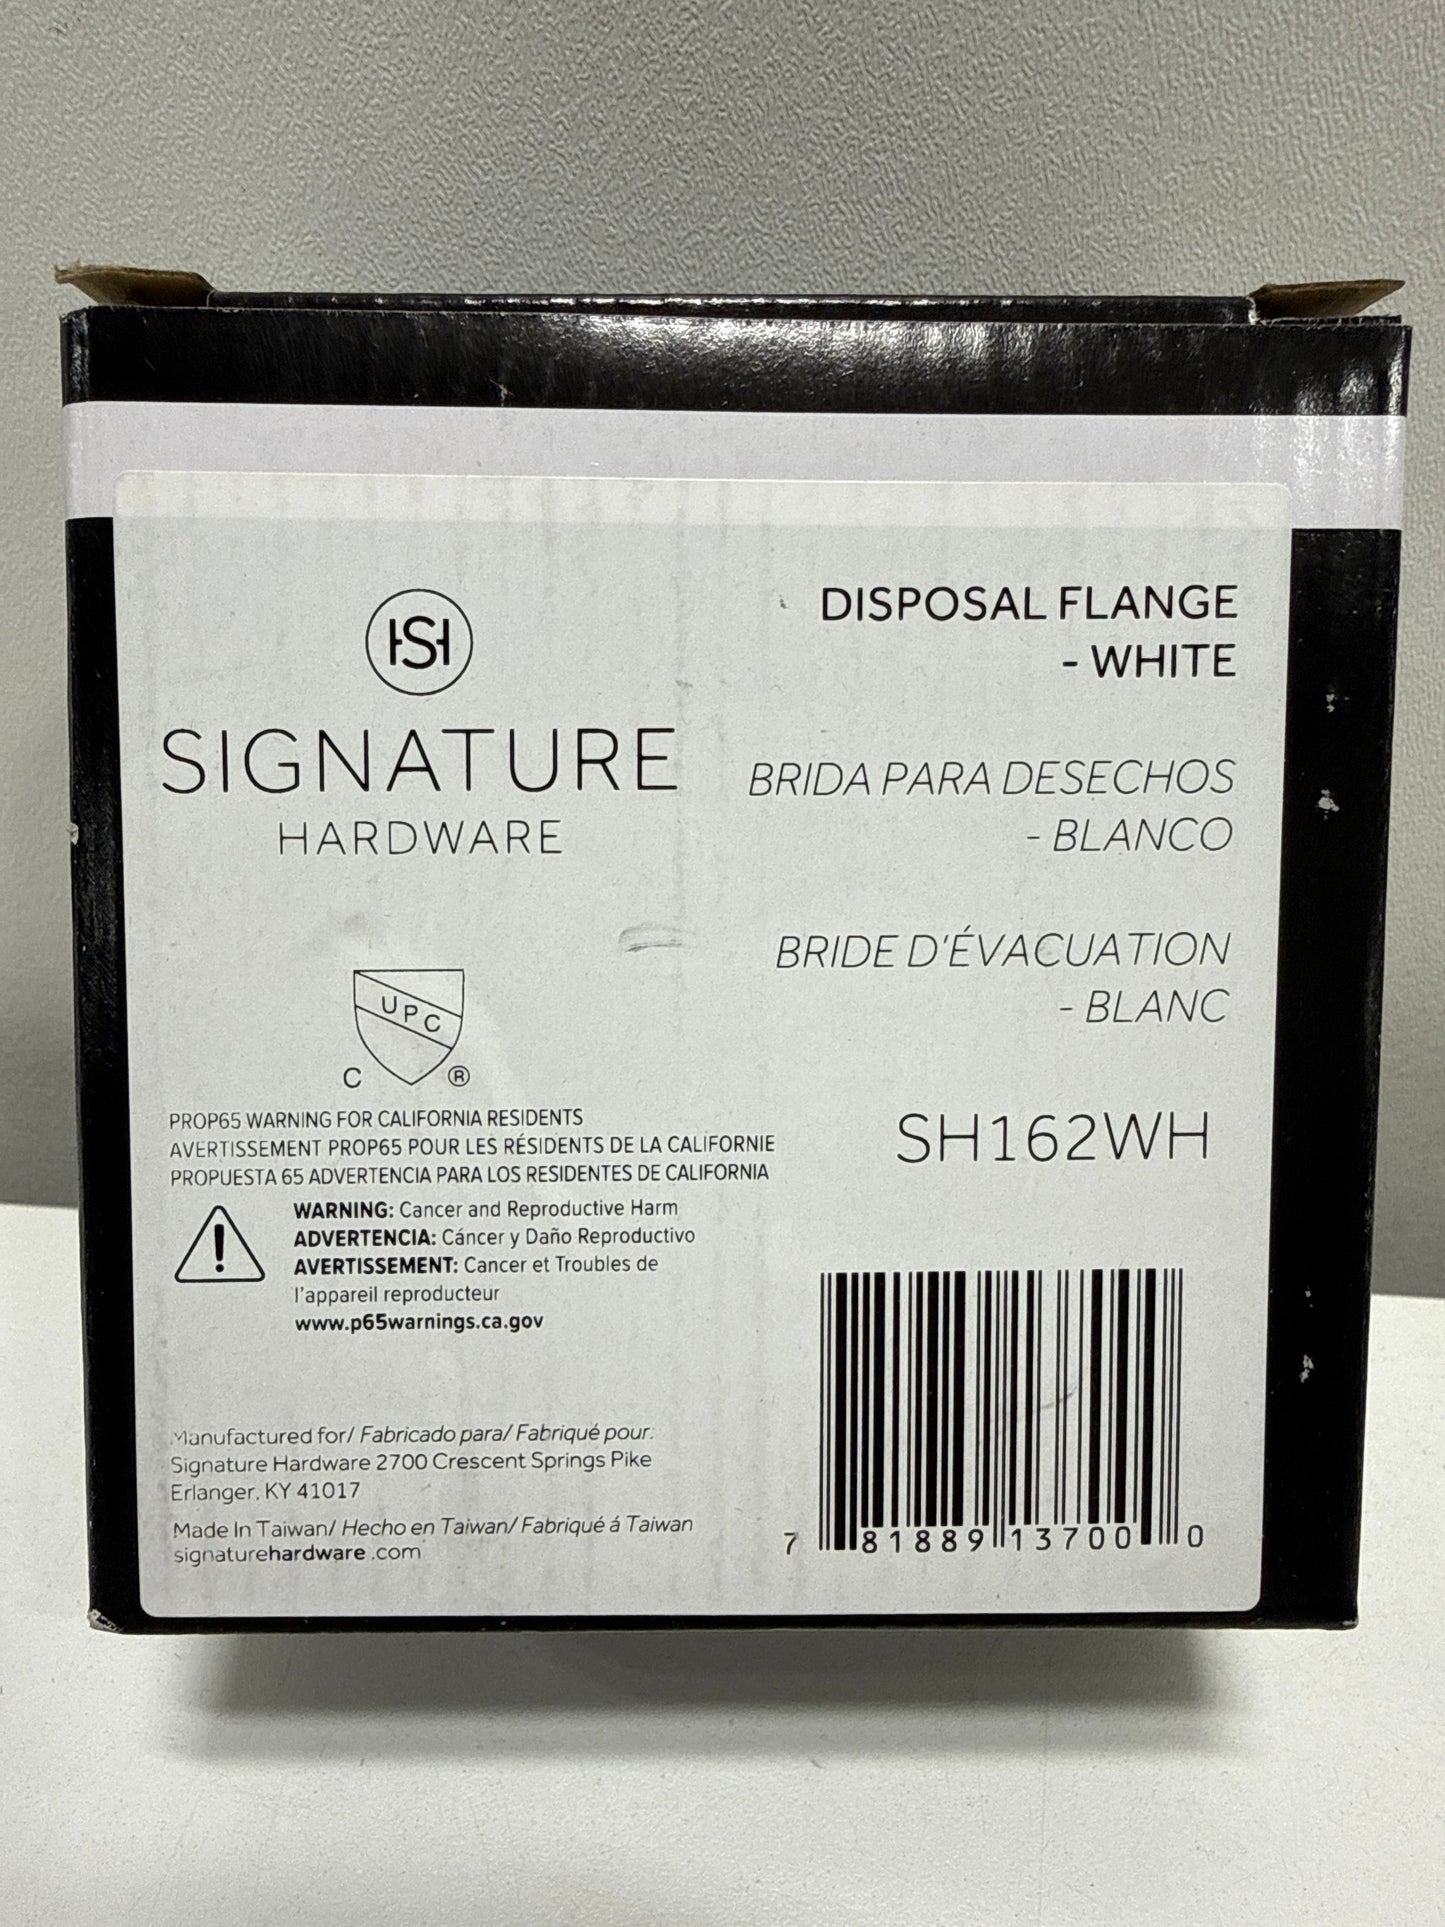 HS
SIGNATURE
HARDWARE
DISPOSAL FLANGE
- WHITE
BRIDA PARA DESECHOS
- BLANCO
BRIDE D'ÉVACUATION
- BLANC
SH162WH
UPC
C ®
PROP65 WARNING FOR CALIFORNIA RESIDENTS
AVERTISSEMENT PROP65 POUR LES RÉSIDENTS DE LA CALIFORNIE
PROPUESTA 65 ADVERTENCIA PARA LOS RESIDENTES DE CALIFORNIA
WARNING: Cancer and Reproductive Harm
ADVERTENCIA: Cáncer y Daño Reproductivo
AVERTISSEMENT: Cancer et Troubles de
l'appareil reproducteur
www.p65warnings.ca.gov
Manufactured for/ Fabricado para/ Fabriqué pour:
Signature Hardware 2700 Crescent Springs Pike
Erlanger, KY 41017
Made In Taiwan/ Hecho en Taiwan/ Fabriqué á Taiwan
signaturehardware .com
7 81889 13700 0